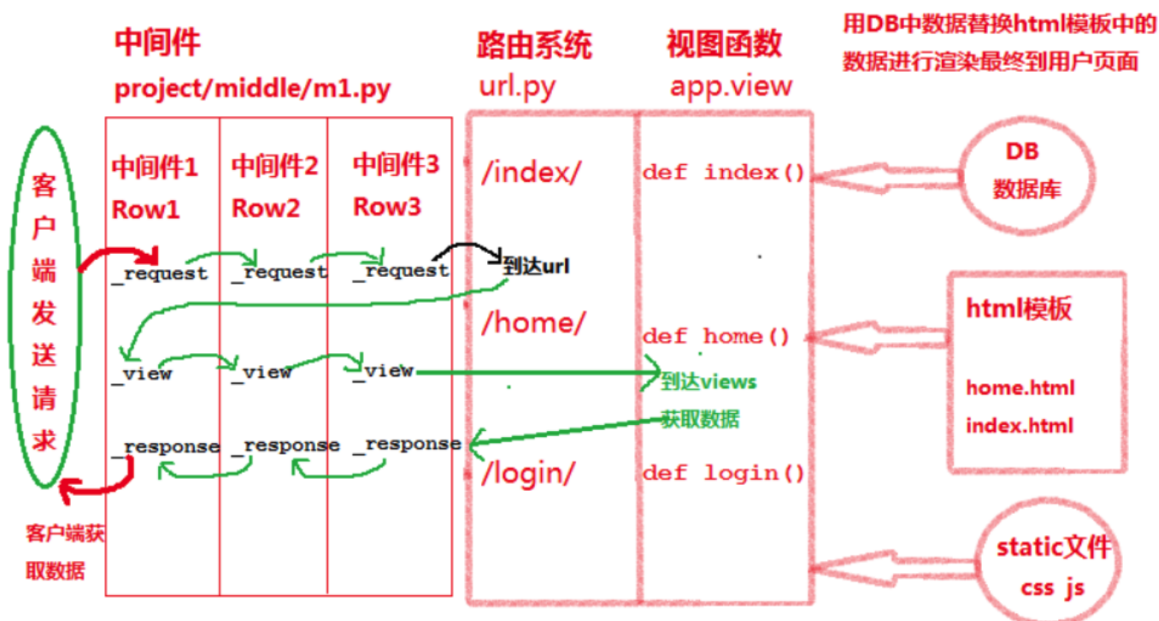 中间件
project/middle/m1.py
路由系统
url.py
视图函数
app.view
用DB中数据替换html模板中的
数据进行渲染最终到用户页面
客户端发送请求
中间件1
Row1
中间件2
Row2
中间件3
Row3
/index/
def index()
DB
数据库
_request
_request
_request
到达url
/home/
def home()
html模板
home.html
index.html
_view
_view
_view
到达views
获取数据
_response
_response
_response
/login/
def login()
客户端获
取数据
static文件
css js